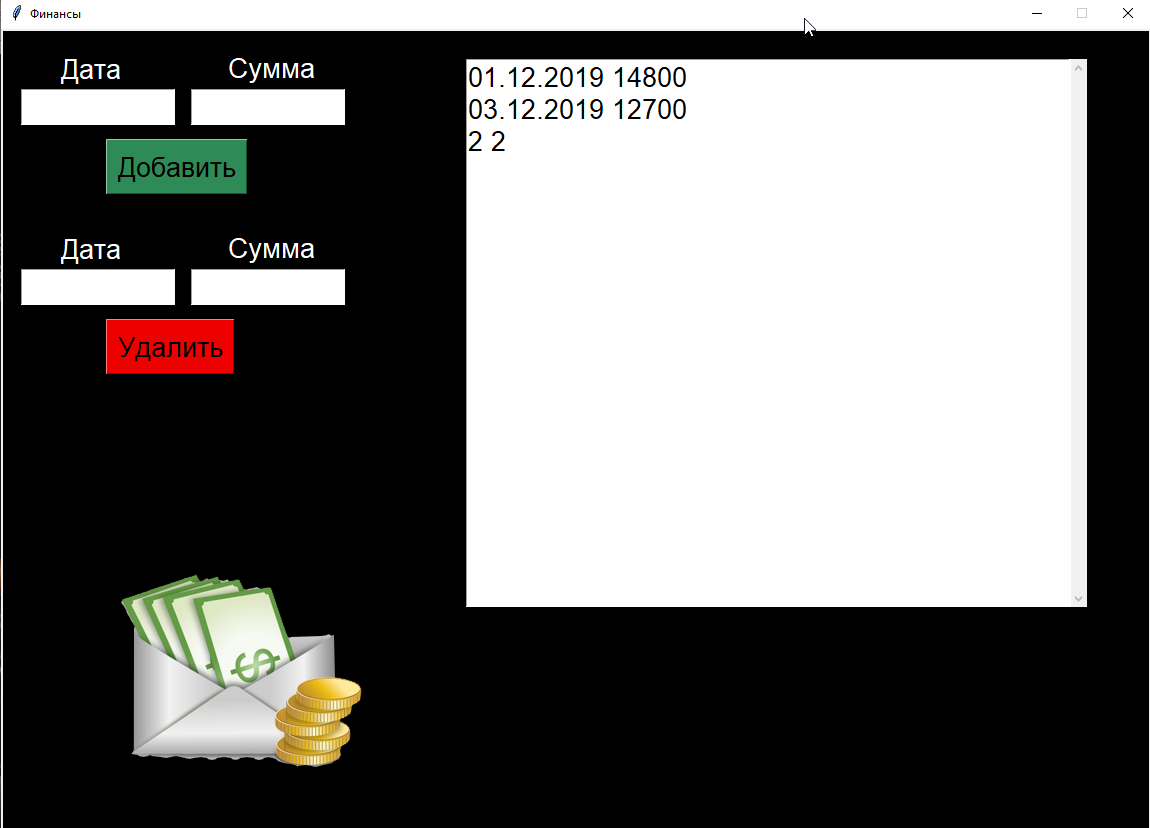 Финансы
Дата Сумма
Добавить
Дата Сумма
Удалить
01.12.2019 14800
03.12.2019 12700
2 2
$